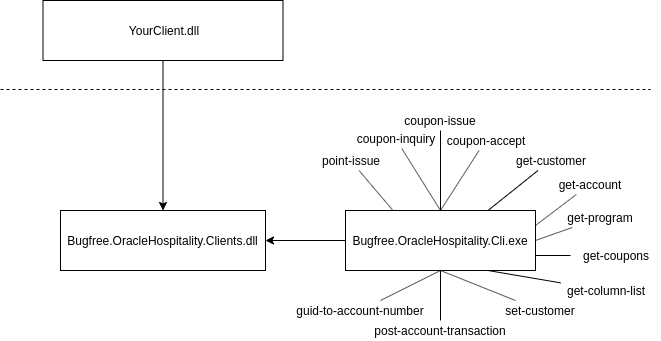 YourClient.dll
coupon-issue
coupon-inquiry
coupon-accept
point-issue
get-customer
get-account
get-program
Bugfree.OracleHospitality.Clients.dll
Bugfree.OracleHospitality.Cli.exe
get-coupons
get-column-list
guid-to-account-number
set-customer
post-account-transaction